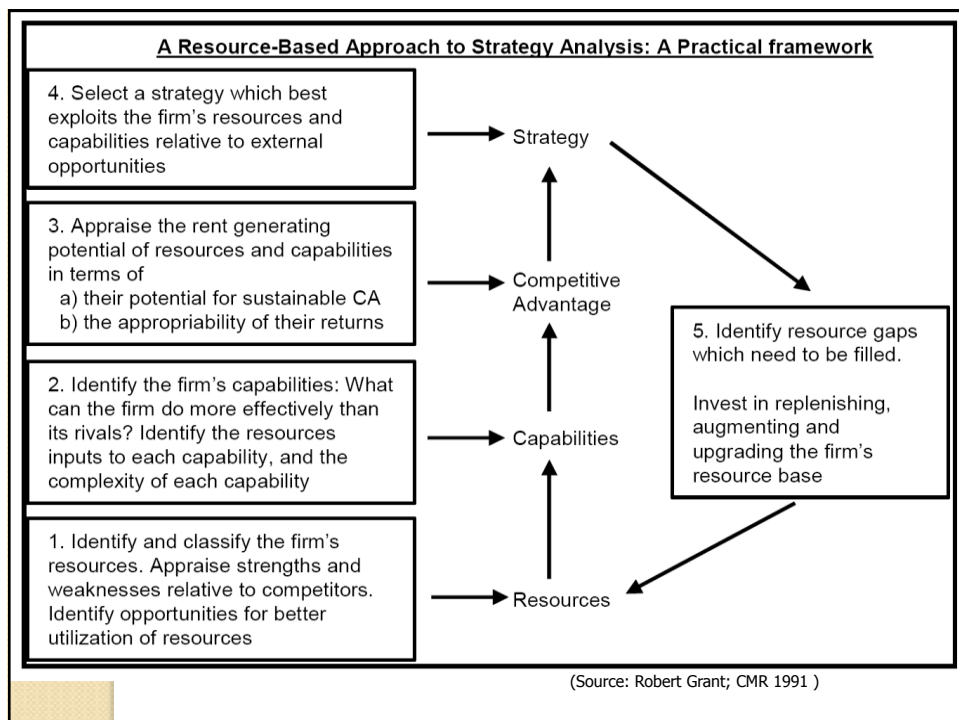 A Resource-Based Approach to Strategy Analysis: A Practical framework
4. Select a strategy which best
exploits the firm's resources and
capabilities relative to external
opportunities
Strategy
3. Appraise the rent generating
potential of resources and capabilities
in terms of
a) their potential for sustainable CA
b) the appropriability of their returns
Competitive
Advantage
5. Identify resource gaps
which need to be filled.
Invest in replenishing,
augmenting and
upgrading the firm's
resource base
2. Identify the firm's capabilities: What
can the firm do more effectively than
its rivals? Identify the resources
inputs to each capability, and the
complexity of each capability
Capabilities
1. Identify and classify the firm's
resources. Appraise strengths and
weaknesses relative to competitors.
Identify opportunities for better
utilization of resources
Resources
(Source: Robert Grant; CMR 1991 )